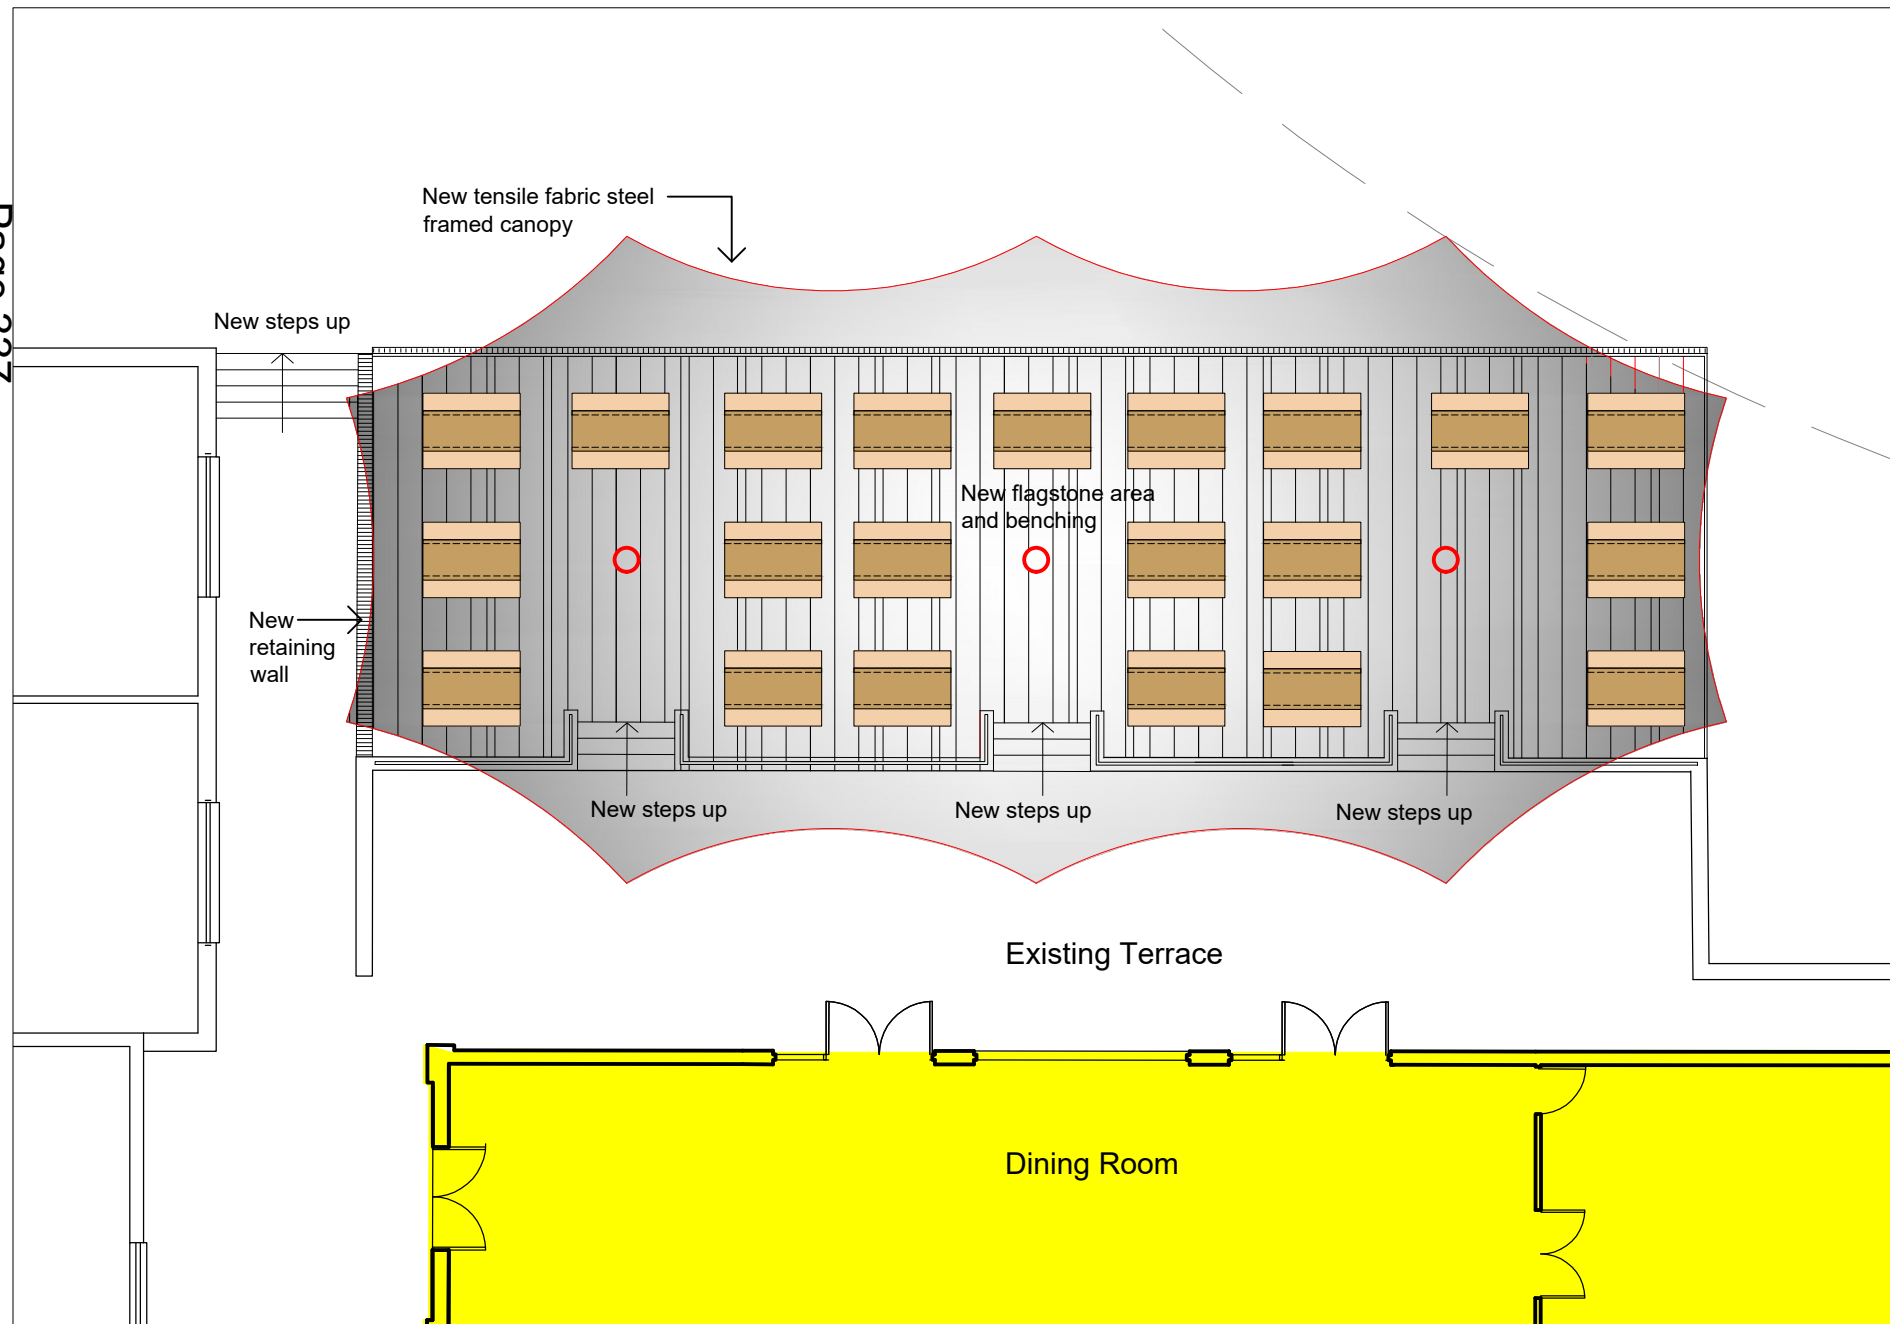 New tensile fabric steel
framed canopy
New steps up
New flagstone area
and benching
New
retaining
wall
New steps up
New steps up
New steps up
Existing Terrace
Dining Room